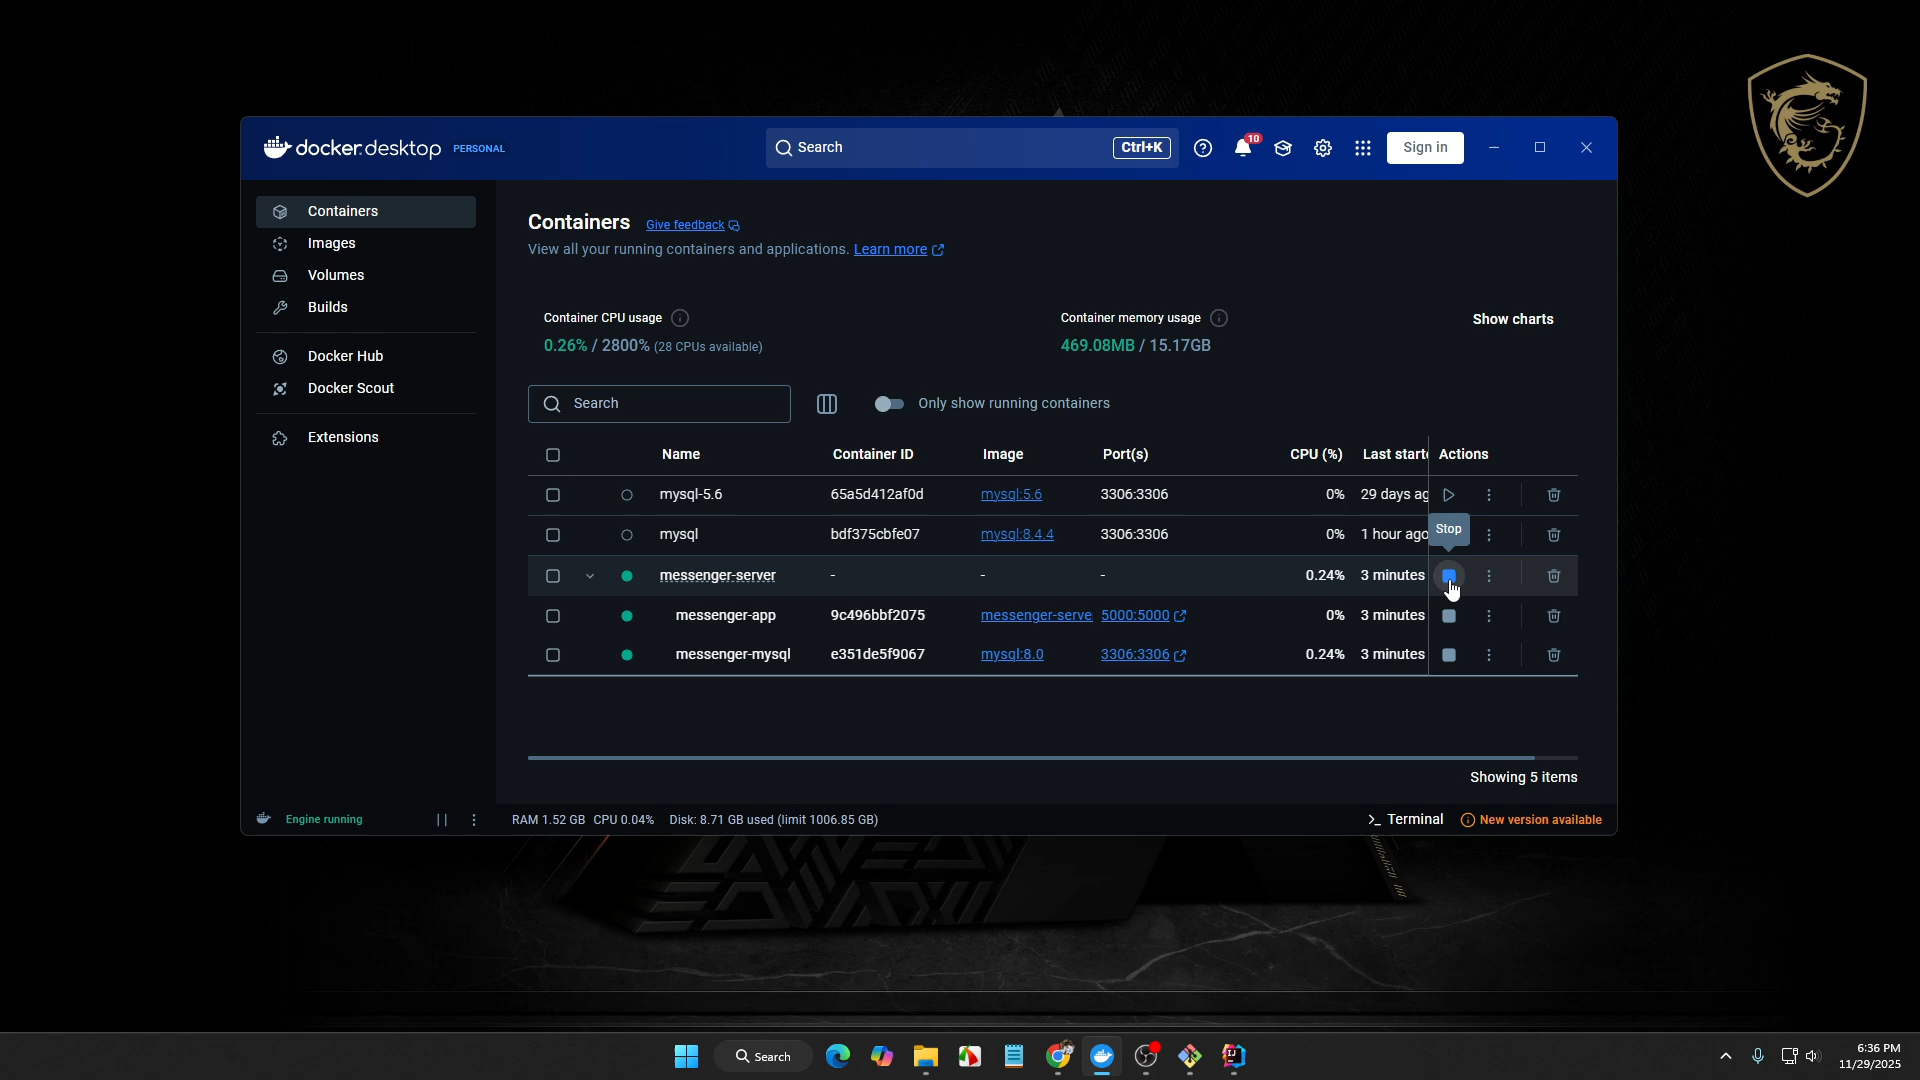 docker.desktop PERSONAL
Search
Ctrl+K
10
Sign in
Containers
Images
Volumes
Builds
Docker Hub
Docker Scout
Extensions
Containers Give feedback
View all your running containers and applications. Learn more
Container CPU usage
0.26% / 2800% (28 CPUs available)
Container memory usage
469.08MB / 15.17GB
Show charts
Search
Only show running containers
Name Container ID Image Port(s) CPU (%) Last starte Actions
mysql-5.6 65a5d412af0d mysql:5.6 3306:3306 0% 29 days ag
mysql bdf375cbfe07 mysql:8.4.4 3306:3306 0% 1 hour ago
Stop
messenger-server - - - 0.24% 3 minutes
messenger-app 9c496bbf2075 messenger-serve 5000:5000 0% 3 minutes
messenger-mysql e351de5f9067 mysql:8.0 3306:3306 0.24% 3 minutes
Showing 5 items
Engine running
RAM 1.52 GB CPU 0.04% Disk: 8.71 GB used (limit 1006.85 GB)
>_ Terminal
New version available
Search
IJ
6:36 PM
11/29/2025